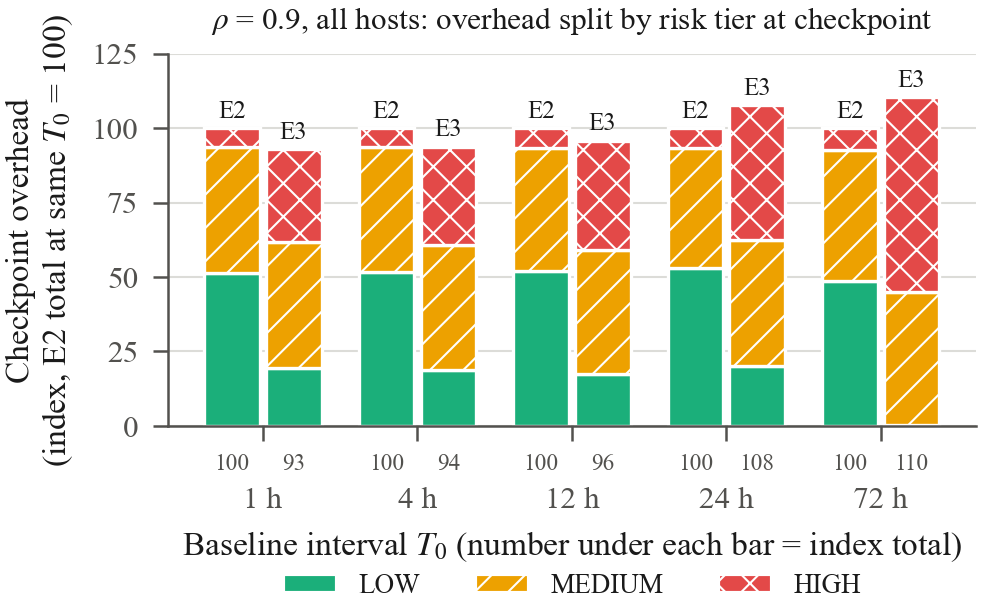 ρ = 0.9, all hosts: overhead split by risk tier at checkpoint
Checkpoint overhead
(index, E2 total at same T₀ = 100)
125
100
75
50
25
0
E2 E3 E2 E3 E2 E3 E2 E3 E2 E3
100 93 100 94 100 96 100 108 100 110
1 h 4 h 12 h 24 h 72 h
Baseline interval T₀ (number under each bar = index total)
LOW MEDIUM HIGH